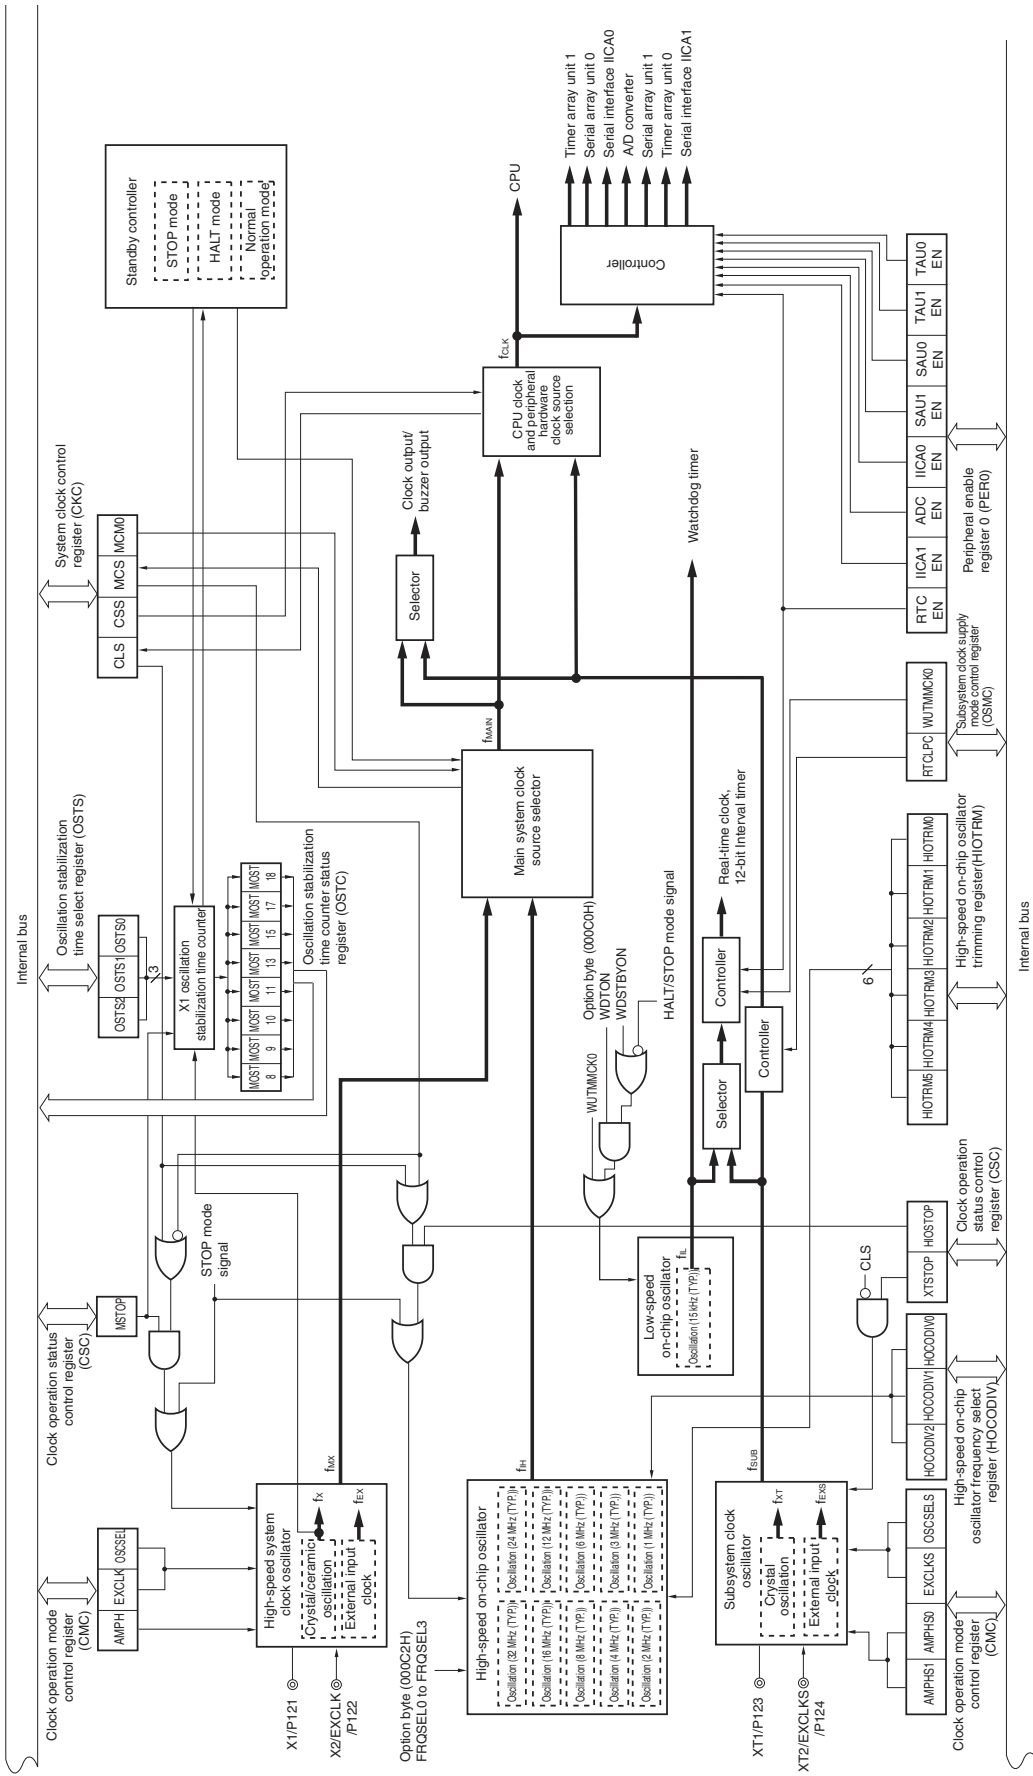 Internal bus
Clock operation mode
control register
(CMC)
AMPH
EXCLK
OSCSEL
Clock operation status
control register
(CSC)
MSTOP
Oscillation stabilization
time select register (OSTS)
OSTS2
OSTS1
OSTS0
3
System clock control
register (CKC)
CLS
CSS
MCS
MCM0
Standby controller
STOP mode
HALT mode
Normal
operation mode
X1 oscillation
stabilization time counter
MOST
8
MOST
9
MOST
10
MOST
11
MOST
13
MOST
15
MOST
17
MOST
18
Oscillation stabilization
time counter status
register (OSTC)
STOP mode
signal
X1/P121
X2/EXCLK
/P122
High-speed system
clock oscillator
Crystal/ceramic
oscillation
fX
External input
clock
fEX
fMX
Option byte (000C2H)
FRQSEL0 to FRQSEL3
High-speed on-chip oscillator
Oscillation (32 MHz (TYP.))
Oscillation (24 MHz (TYP.))
Oscillation (16 MHz (TYP.))
Oscillation (12 MHz (TYP.))
Oscillation (8 MHz (TYP.))
Oscillation (6 MHz (TYP.))
Oscillation (4 MHz (TYP.))
Oscillation (3 MHz (TYP.))
Oscillation (2 MHz (TYP.))
Oscillation (1 MHz (TYP.))
fIH
Main system clock
source selector
fMAIN
Selector
Clock output/
buzzer output
CPU clock
and peripheral
hardware
clock source
selection
fCLK
CPU
Controller
Timer array unit 1
Serial array unit 0
Serial interface IICA0
A/D converter
Serial array unit 1
Timer array unit 0
Serial interface IICA1
WUTMMCK0
Option byte (000C0H)
WDTON
WDSTBYON
HALT/STOP mode signal
Low-speed
on-chip oscillator
Oscillation (15 kHz (TYP.))
fIL
Watchdog timer
Selector
Controller
Real-time clock,
12-bit Interval timer
Controller
XT1/P123
XT2/EXCLKS
/P124
Subsystem clock
oscillator
Crystal
oscillation
fXT
External input
clock
fEXS
fSUB
CLS
6
AMPHS1
AMPHS0
EXCLKS
OSCSELS
Clock operation mode
control register
(CMC)
HOCODIV2
HOCODIV1
HOCODIV0
High-speed on-chip
oscillator frequency select
register (HOCODIV)
XTSTOP
HIOSTOP
Clock operation
status control
register (CSC)
HIOTRM5
HIOTRM4
HIOTRM3
HIOTRM2
HIOTRM1
HIOTRM0
High-speed on-chip oscillator
trimming register(HIOTRM)
RTCLPC
WUTMMCK0
Subsystem clock supply
mode control register
(OSMC)
RTC
EN
IICA1
EN
ADC
EN
IICA0
EN
SAU1
EN
SAU0
EN
TAU1
EN
TAU0
EN
Peripheral enable
register 0 (PER0)
Internal bus